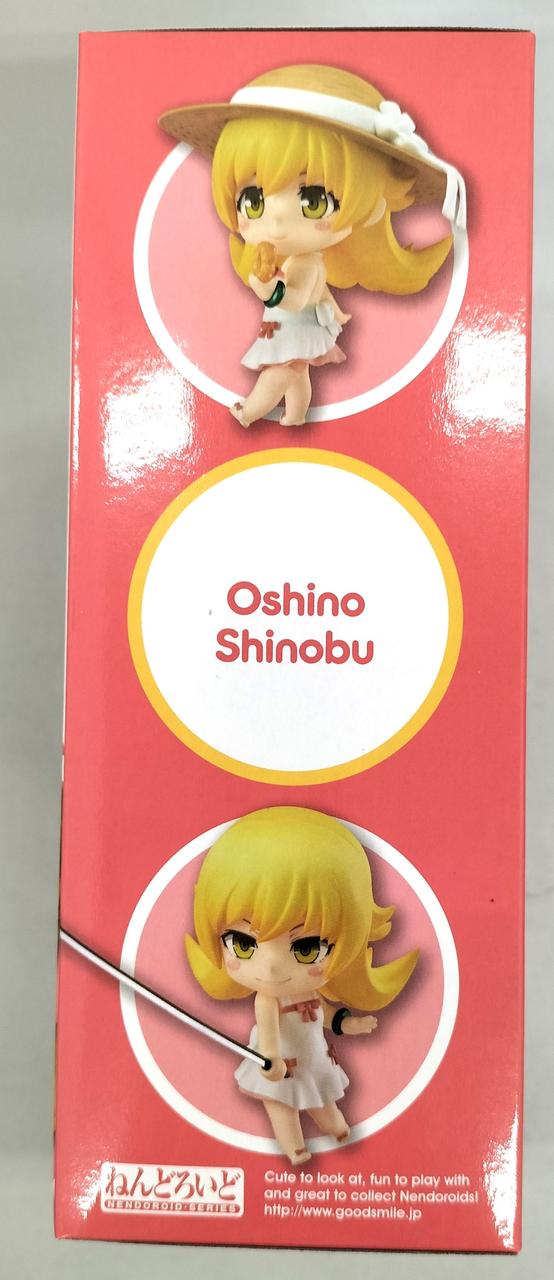 Oshino
Shinobu
ねんどろいど
NENDOROID·SERIES
Cute to look at, fun to play with
and great to collect Nendoroids!
http://www.goodsmile.jp